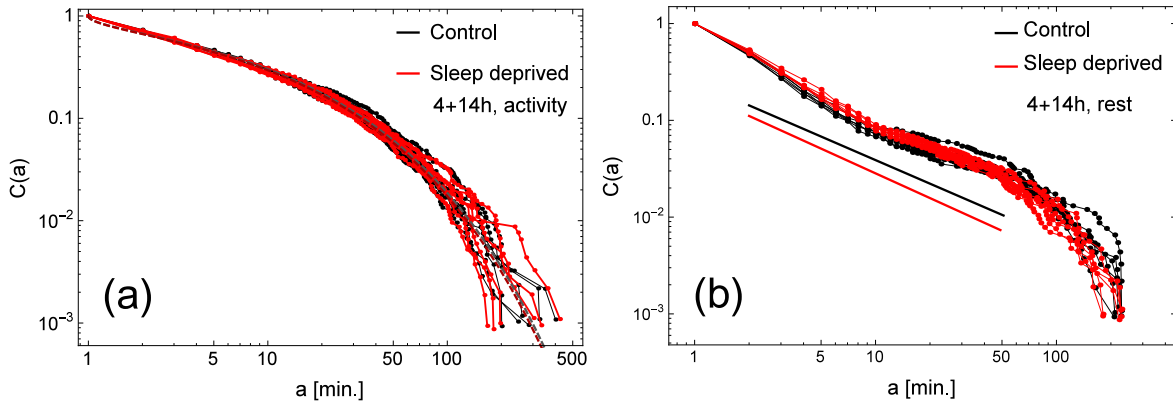 1
0.1
10⁻²
10⁻³
C(a)
Control
Sleep deprived
4+14h, activity
(a)
1
5
10
50
100
500
a [min.]
1
0.1
10⁻²
10⁻³
C(a)
Control
Sleep deprived
4+14h, rest
(b)
1
5
10
50
100
a [min.]